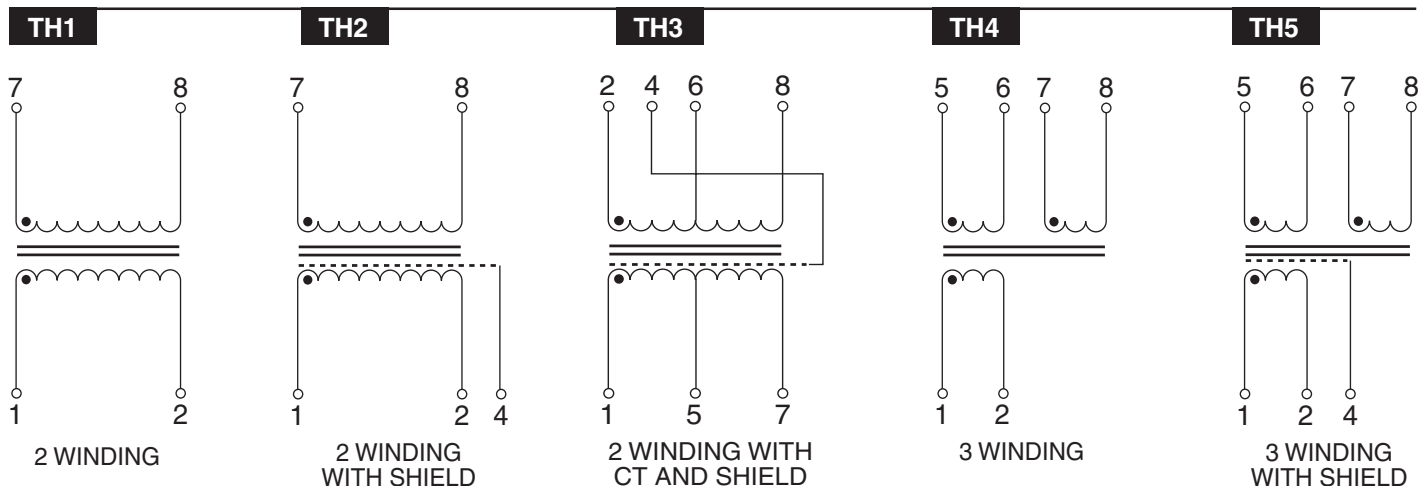 TH1 TH2 TH3 TH4 TH5
7 8 7 8 2 4 6 8 5 6 7 8 5 6 7 8
1 2 1 2 4 1 5 7 1 2 1 2 4
2 WINDING
2 WINDING
WITH SHIELD
2 WINDING WITH
CT AND SHIELD
3 WINDING
3 WINDING
WITH SHIELD